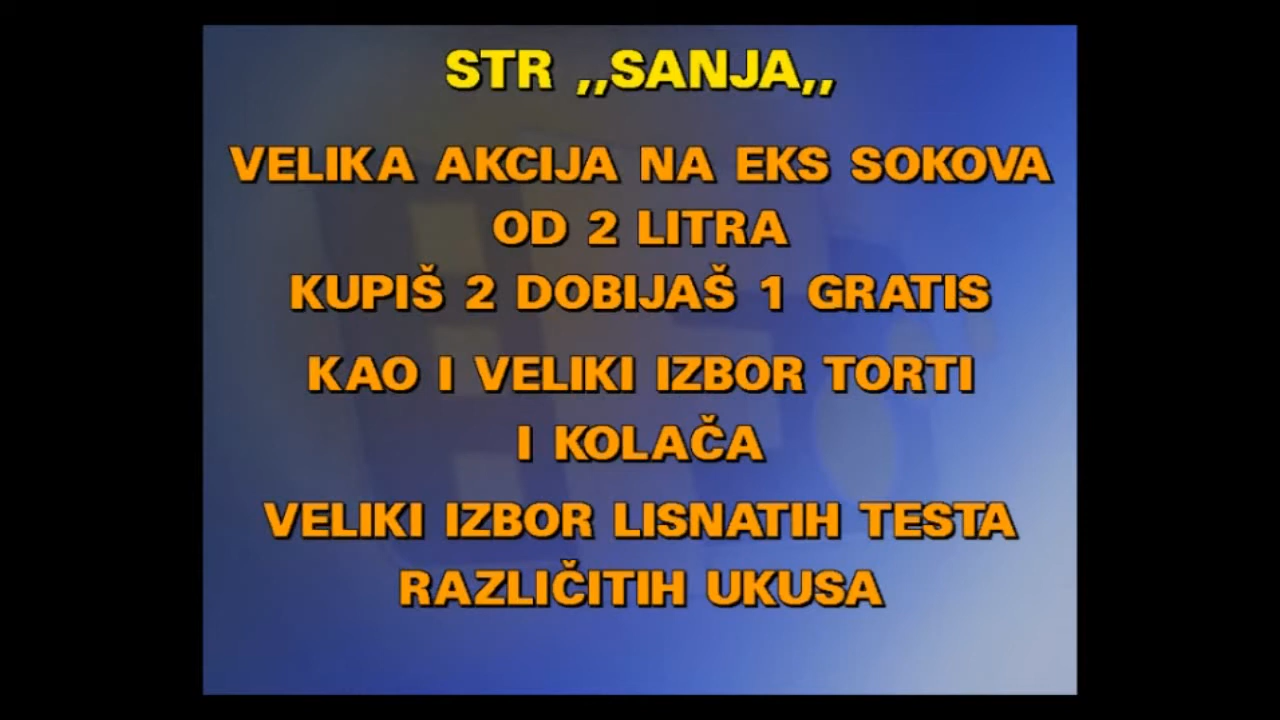 STR ,,SANJA,,
VELIKA AKCIJA NA EKS SOKOVA
OD 2 LITRA
KUPIŠ 2 DOBIJAŠ 1 GRATIS
KAO I VELIKI IZBOR TORTI
I KOLAČA
VELIKI IZBOR LISNATIH TESTA
RAZLIČITIH UKUSA